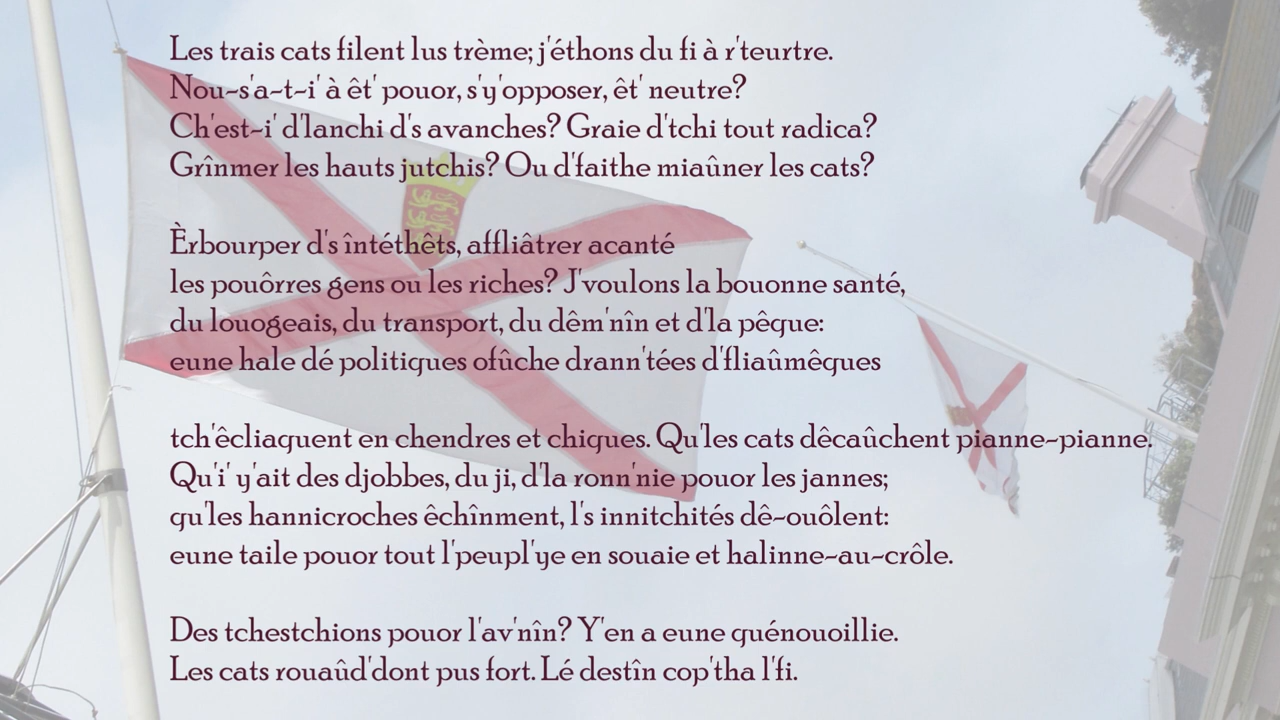 Les trais cats filent lus trème; j'éthons du fi à r'teurtre.
Nou-s'a-t-i' à êt' pouor, s'y'opposer, êt' neutre?
Ch'est-i' d'lanchi d's avanches? Graie d'tchi tout radica?
Grînmer les hauts jutchis? Ou d'faithe miaûner les cats?
Èrbourper d's întéthêts, affliâtrer acanté
les pouôrres gens ou les riches? J'voulons la bouonne santé,
du louogeais, du transport, du dêm'nîn et d'la pêque:
eune hale dé politiques ofûche drann'tées d'fliaûmêques
tch'êcliaquent en chendres et chiques. Qu'les cats dêcaûchent pianne-pianne.
Qu'i' y'ait des djobbes, du ji, d'la ronn'nie pouor les jannes;
qu'les hannicroches êchînment, l's innitchités dê-ouôlent:
eune taile pouor tout l'peupl'ye en souaie et halinne-au-crôle.
Des tchestchions pouor l'av'nîn? Y'en a eune quénouoillie.
Les cats rouaûd'dont pus fort. Lé destîn cop'tha l'fi.